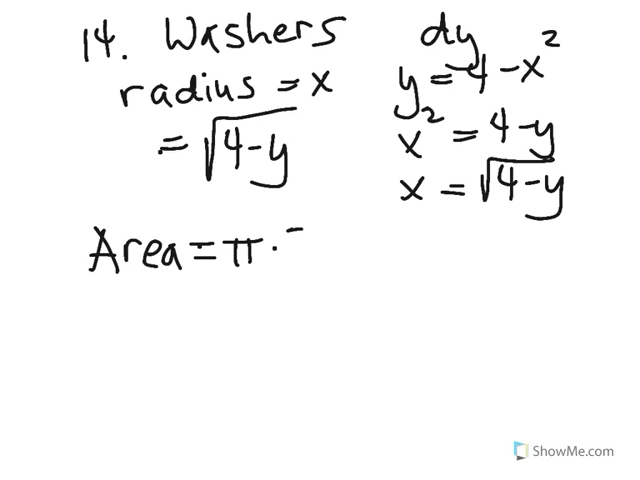 14. Washers
radius = x
= √4-y
Area = π ·
dy
y = 4 - x²
x² = 4-y
x = √4-y
ShowMe.com